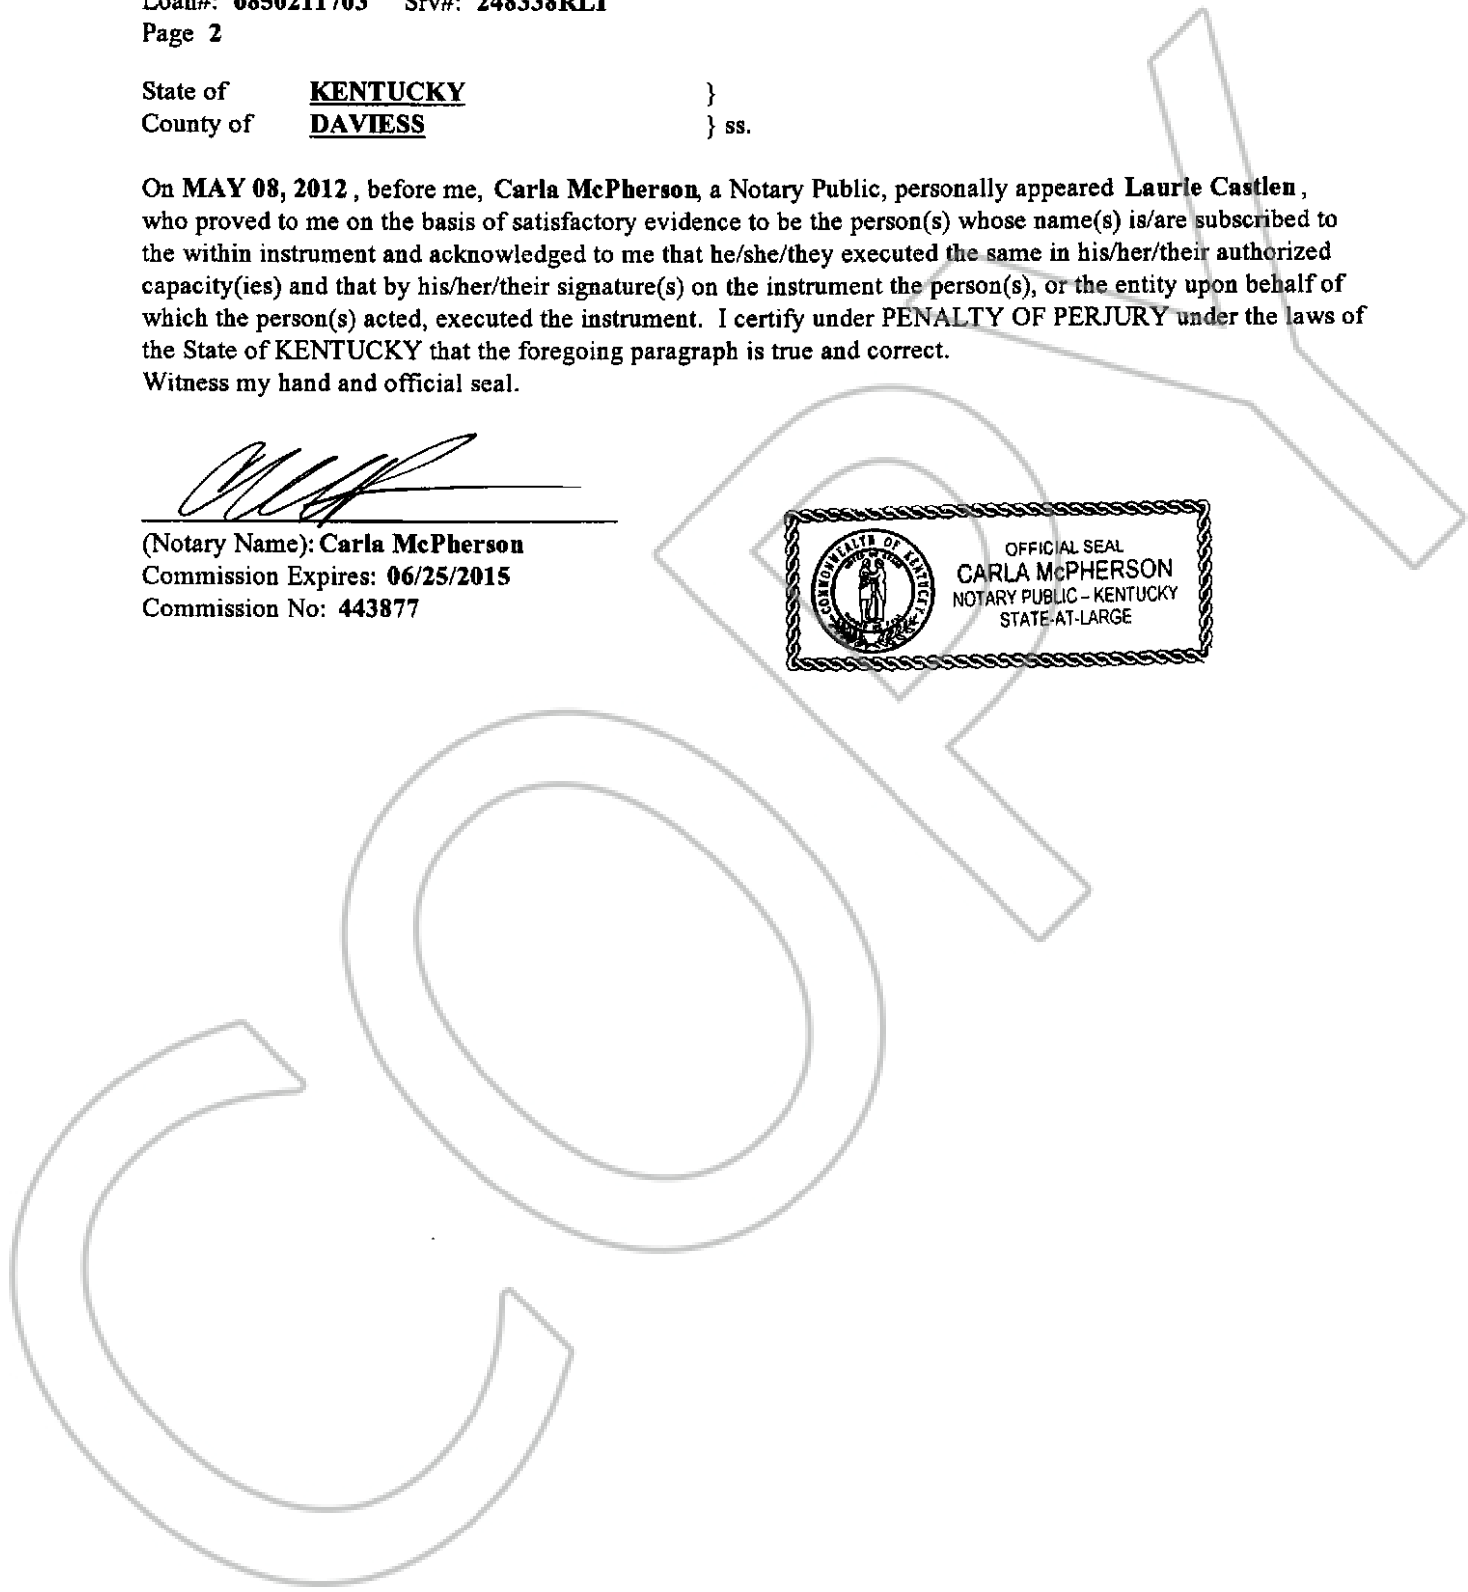 Loan#: 0850211703 Srv#: 248338RL1
Page 2
State of KENTUCKY }
County of DAVIESS } ss.
On MAY 08, 2012 , before me, Carla McPherson, a Notary Public, personally appeared Laurie Castlen ,
who proved to me on the basis of satisfactory evidence to be the person(s) whose name(s) is/are subscribed to
the within instrument and acknowledged to me that he/she/they executed the same in his/her/their authorized
capacity(ies) and that by his/her/their signature(s) on the instrument the person(s), or the entity upon behalf of
which the person(s) acted, executed the instrument. I certify under PENALTY OF PERJURY under the laws of
the State of KENTUCKY that the foregoing paragraph is true and correct.
Witness my hand and official seal.
(Notary Name): Carla McPherson
Commission Expires: 06/25/2015
Commission No: 443877
COMMONWEALTH OF KENTUCKY
OFFICIAL SEAL
CARLA McPHERSON
NOTARY PUBLIC – KENTUCKY
STATE-AT-LARGE
COPY